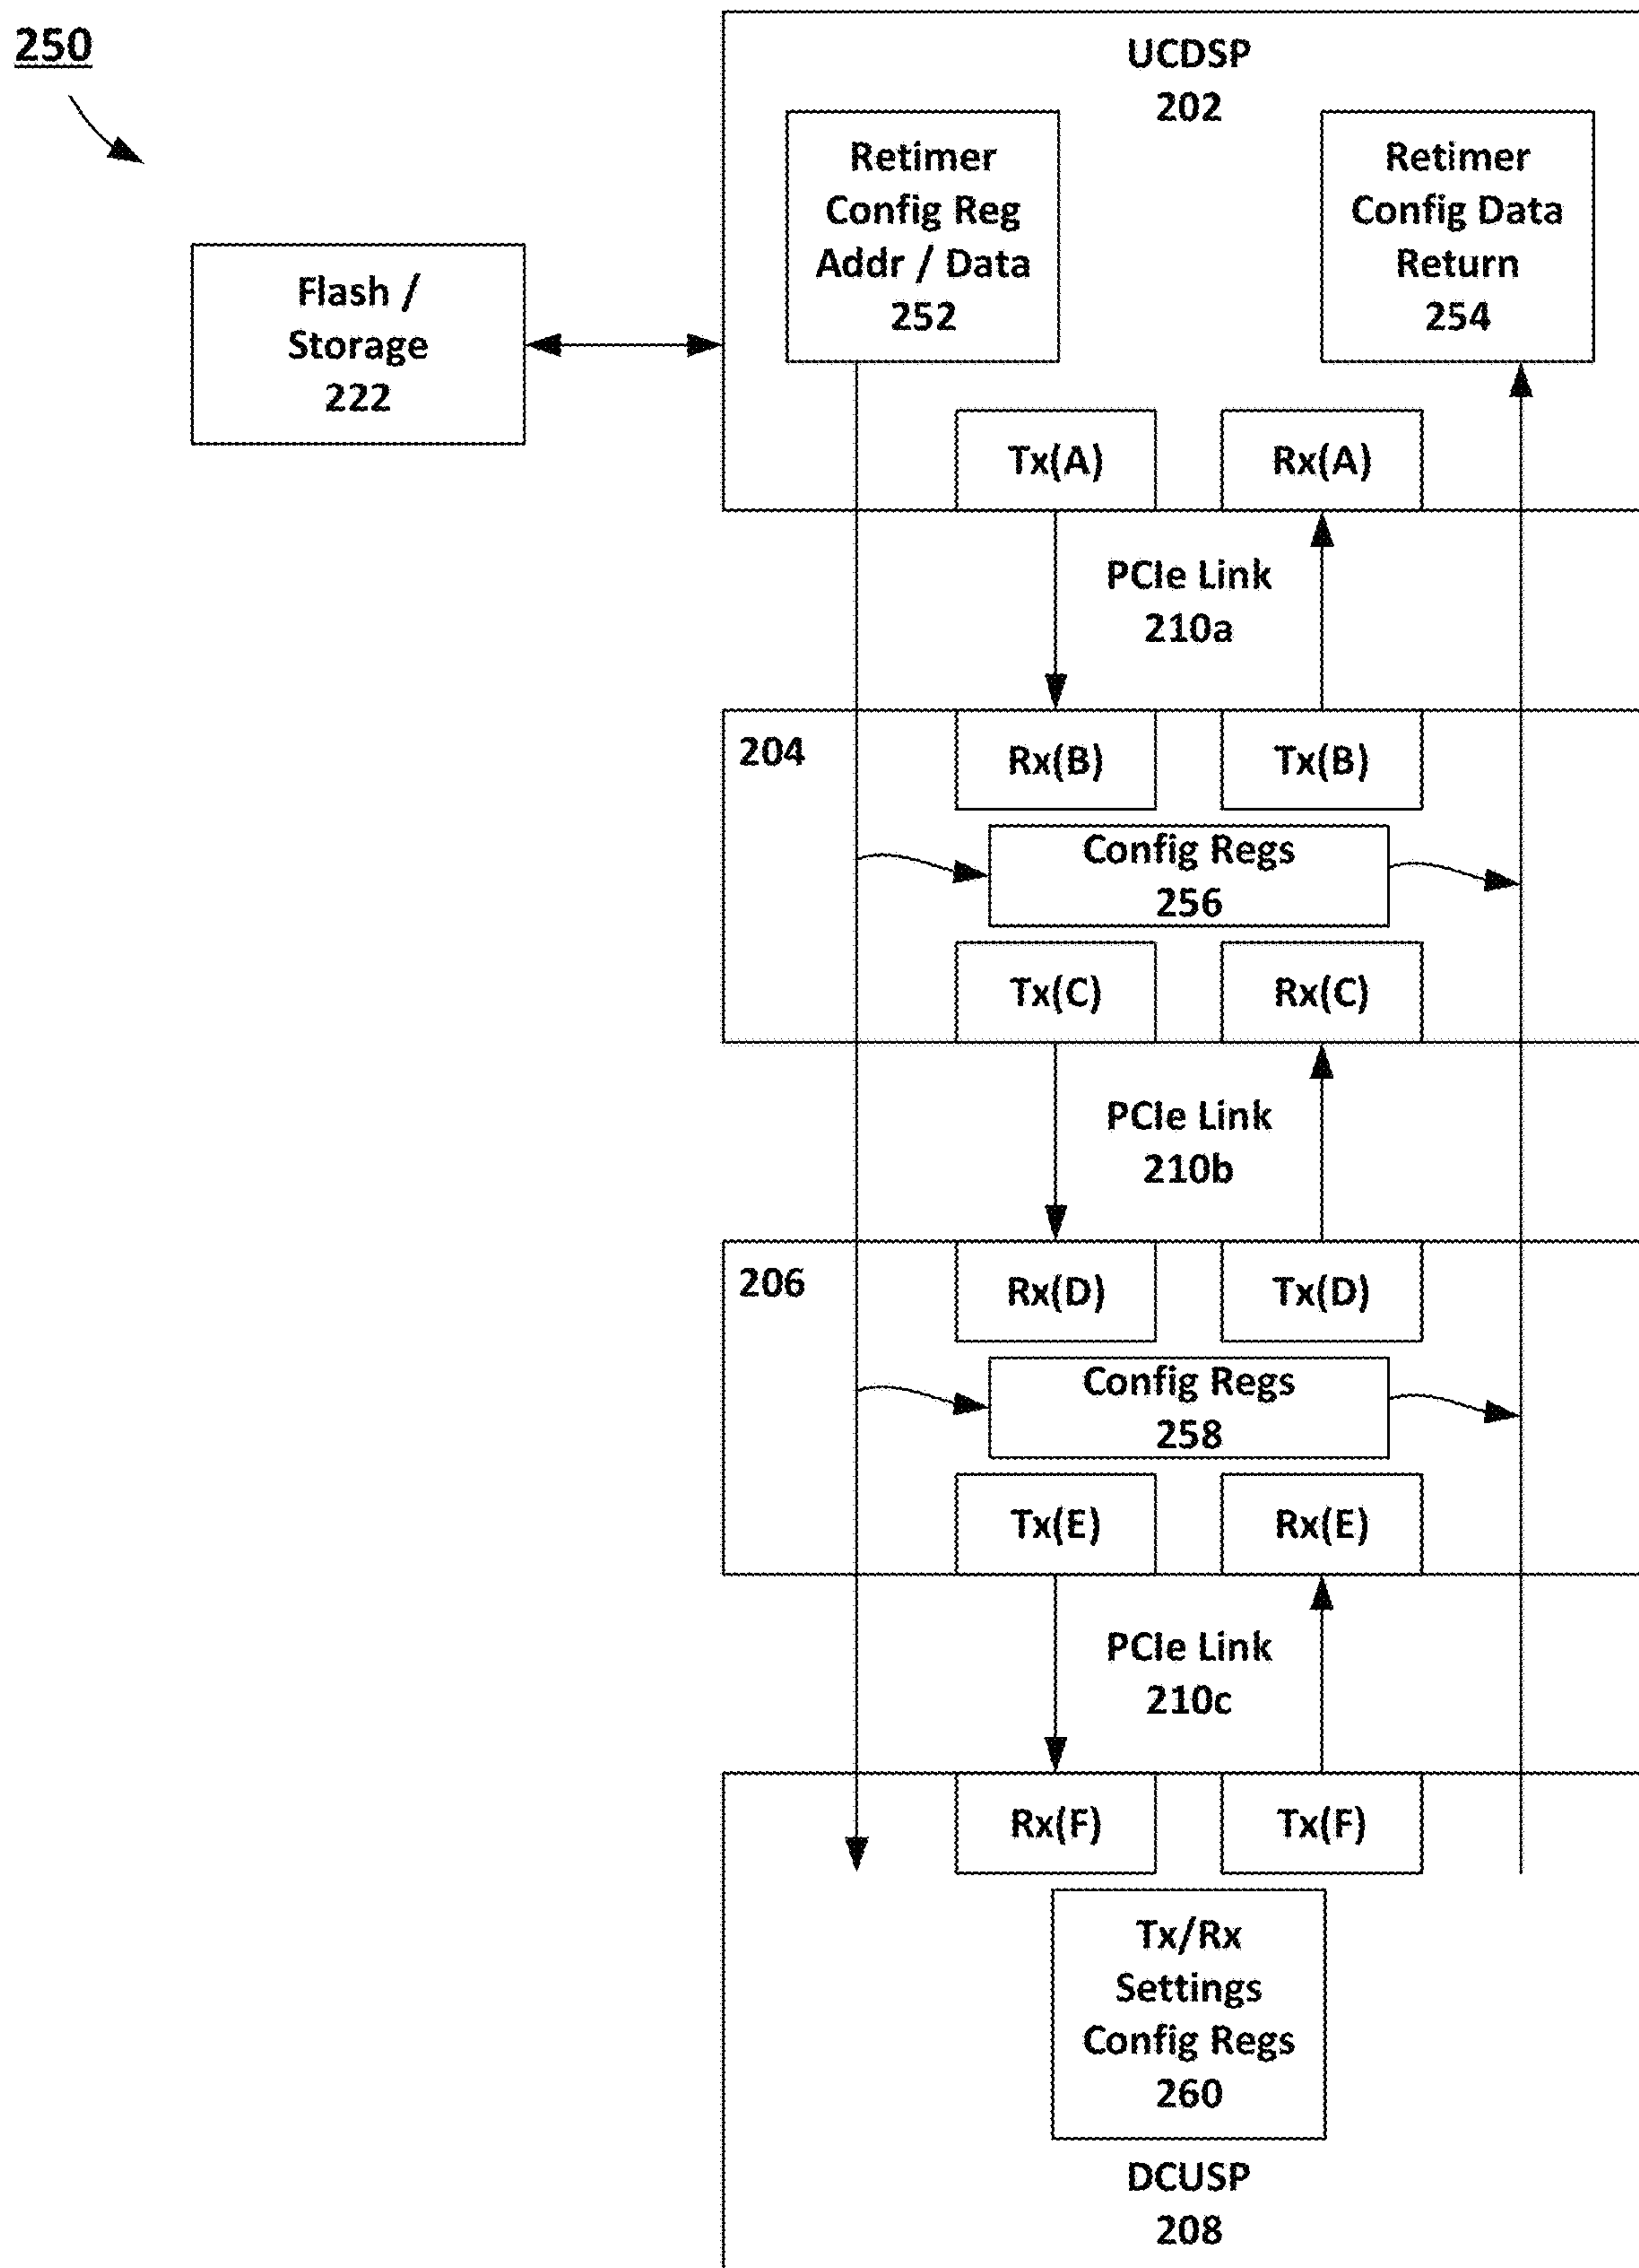 250
UCDSP
202
Retimer
Config Reg
Addr / Data
252
Retimer
Config Data
Return
254
Flash /
Storage
222
Tx(A)
Rx(A)
PCIe Link
210a
204
Rx(B)
Tx(B)
Config Regs
256
Tx(C)
Rx(C)
PCIe Link
210b
206
Rx(D)
Tx(D)
Config Regs
258
Tx(E)
Rx(E)
PCIe Link
210c
Rx(F)
Tx(F)
Tx/Rx
Settings
Config Regs
260
DCUSP
208